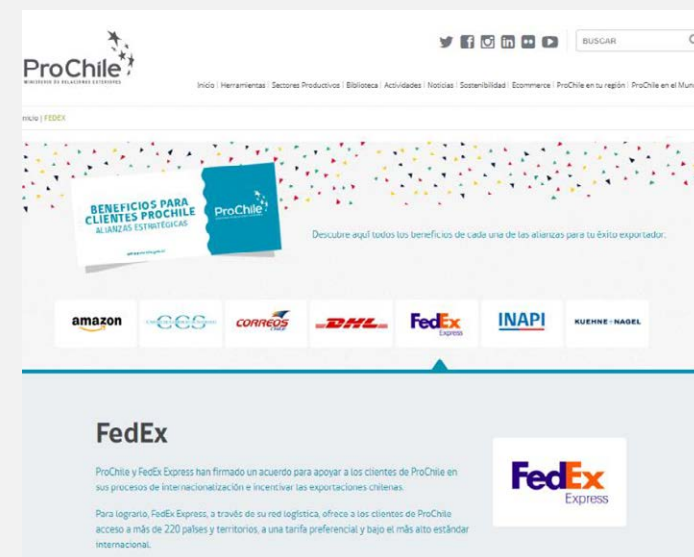 BUSCAR
ProChile
MINISTERIO DE RELACIONES EXTERIORES
Inicio | Herramientas | Sectores Productivos | Biblioteca | Actividades | Noticias | Sostenibilidad | Ecommerce | ProChile en tu región | ProChile en el Mun
nicio | FEDEX
BENEFICIOS PARA
CLIENTES PROCHILE
ALIANZAS ESTRATÉGICAS
ProChile
Descubre aquí todos los beneficios de cada una de las alianzas para tu éxito exportador.
amazon CCS CORREOS CHILE DHL FedEx Express INAPI KUEHNE+NAGEL
FedEx
ProChile y FedEx Express han firmado un acuerdo para apoyar a los clientes de ProChile en
sus procesos de internacionalización e incentivar las exportaciones chilenas.
Para lograrlo, FedEx Express, a través de su red logística, ofrece a los clientes de ProChile
acceso a más de 220 países y territorios, a una tarifa preferencial y bajo el más alto estándar
internacional.
FedEx
Express